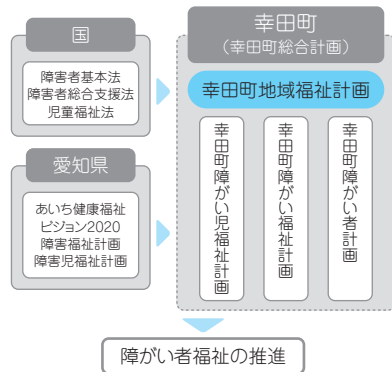 国
障害者基本法
障害者総合支援法
児童福祉法
愛知県
あいち健康福祉
ビジョン2020
障害福祉計画
障害児福祉計画
幸田町
（幸田町総合計画）
幸田町地域福祉計画
幸田町障がい者計画
幸田町障がい福祉計画
幸田町障がい児福祉計画
障がい者福祉の推進